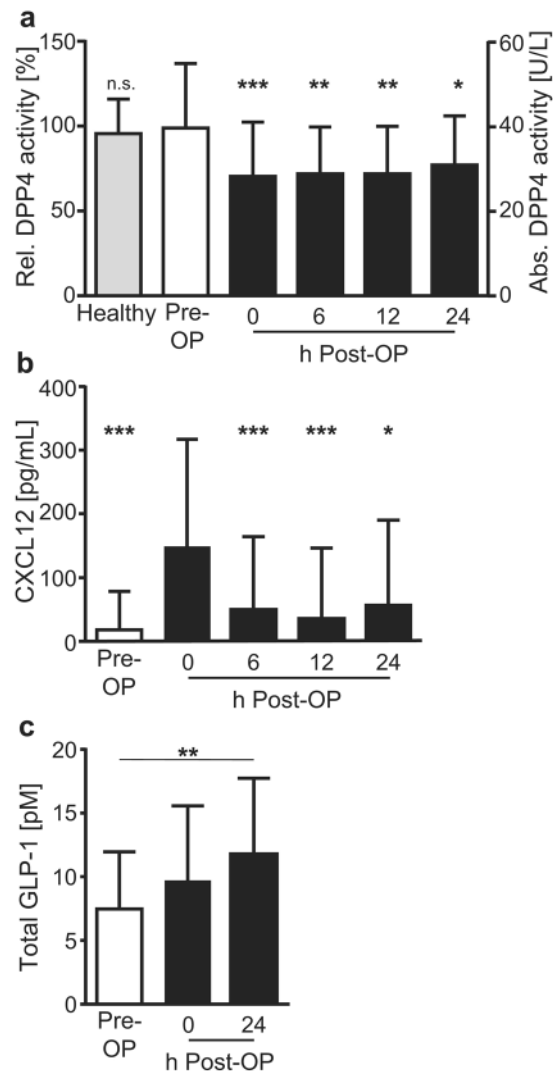 a
Rel. DPP4 activity [%]
150
100
50
0
Abs. DPP4 activity [U/L]
60
40
20
0
n.s.
***
**
**
*
Healthy
Pre-
OP
0
6
12
24
h Post-OP
b
CXCL12 [pg/mL]
400
300
200
100
0
***
***
***
*
Pre-
OP
0
6
12
24
h Post-OP
c
Total GLP-1 [pM]
20
15
10
5
0
**
Pre-
OP
0
24
h Post-OP